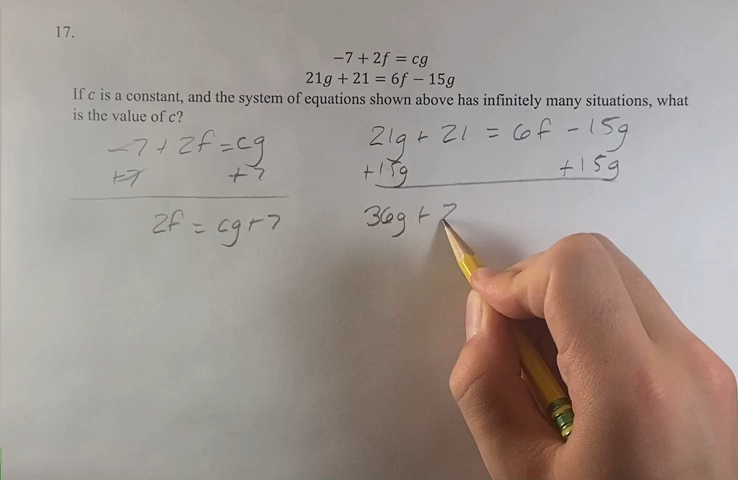 17.
−7 + 2f = cg
21g + 21 = 6f − 15g
If c is a constant, and the system of equations shown above has infinitely many situations, what
is the value of c?
−7 + 2f = cg
+7 +7
2f = cg + 7
21g + 21 = 6f − 15g
+15g +15g
36g + 2